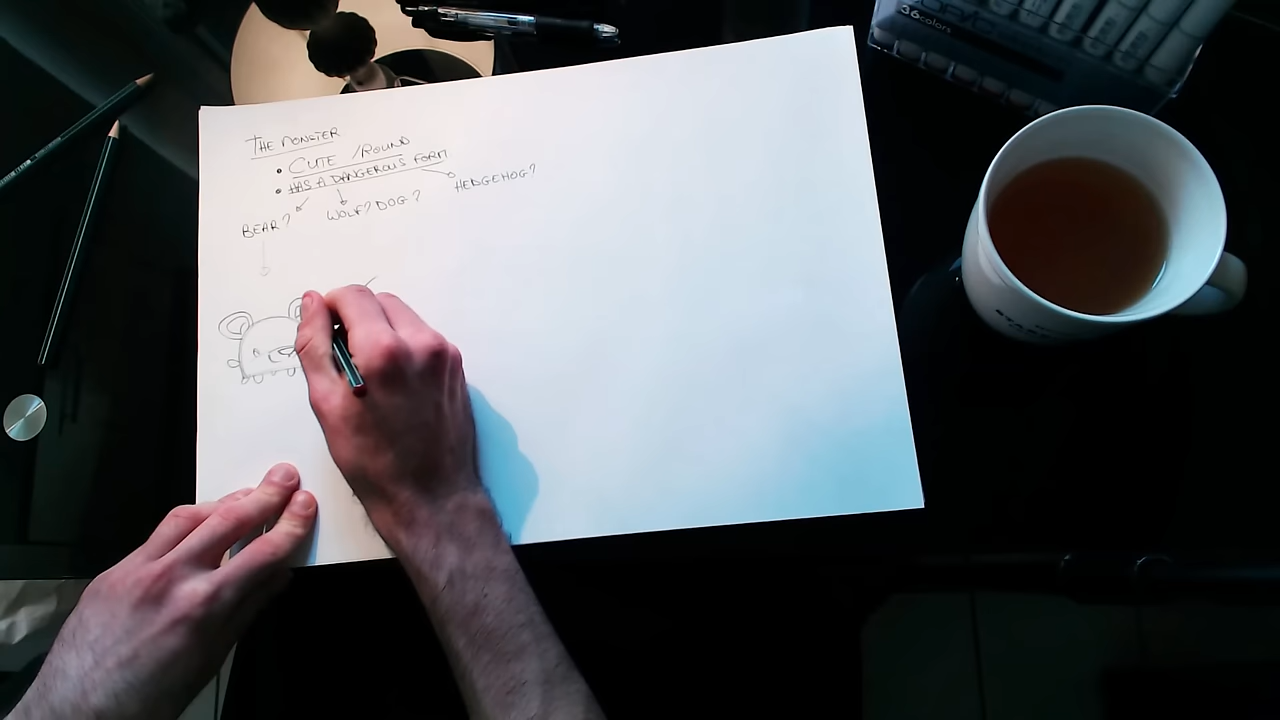 THE MONSTER
• CUTE / ROUND
• HAS A DANGEROUS FORM
HEDGEHOG?
BEAR? WOLF? DOG?
36colors